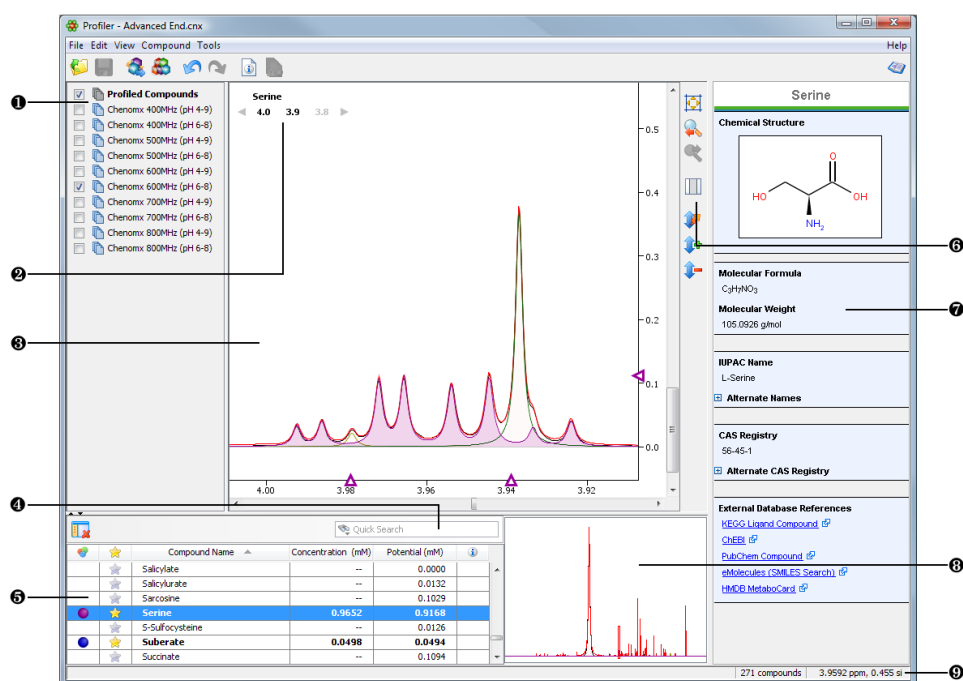 Profiler - Advanced End.cnx
File Edit View Compound Tools Help
❶
Profiled Compounds
Chenomx 400MHz (pH 4-9)
Chenomx 400MHz (pH 6-8)
Chenomx 500MHz (pH 4-9)
Chenomx 500MHz (pH 6-8)
Chenomx 600MHz (pH 4-9)
Chenomx 600MHz (pH 6-8)
Chenomx 700MHz (pH 4-9)
Chenomx 700MHz (pH 6-8)
Chenomx 800MHz (pH 4-9)
Chenomx 800MHz (pH 6-8)
❷
❸
Serine
4.0 3.9 3.8
0.5
0.4
0.3
0.2
0.1
0.0
4.00 3.98 3.96 3.94 3.92
❻
Serine
Chemical Structure
O
HO OH
NH2
Molecular Formula
C3H7NO3
❼
Molecular Weight
105.0926 g/mol
IUPAC Name
L-Serine
Alternate Names
CAS Registry
56-45-1
Alternate CAS Registry
External Database References
KEGG Ligand Compound
ChEBI
PubChem Compound
eMolecules (SMILES Search)
HMDB MetaboCard
❹
Quick Search
Compound Name Concentration (mM) Potential (mM)
Salicylate -- 0.0000
Salicylurate -- 0.0132
❺
Sarcosine -- 0.1029
Serine 0.9652 0.9168
S-Sulfocysteine -- 0.0126
Suberate 0.0498 0.0494
Succinate -- 0.1094
❽
271 compounds 3.9592 ppm, 0.455 si
❾